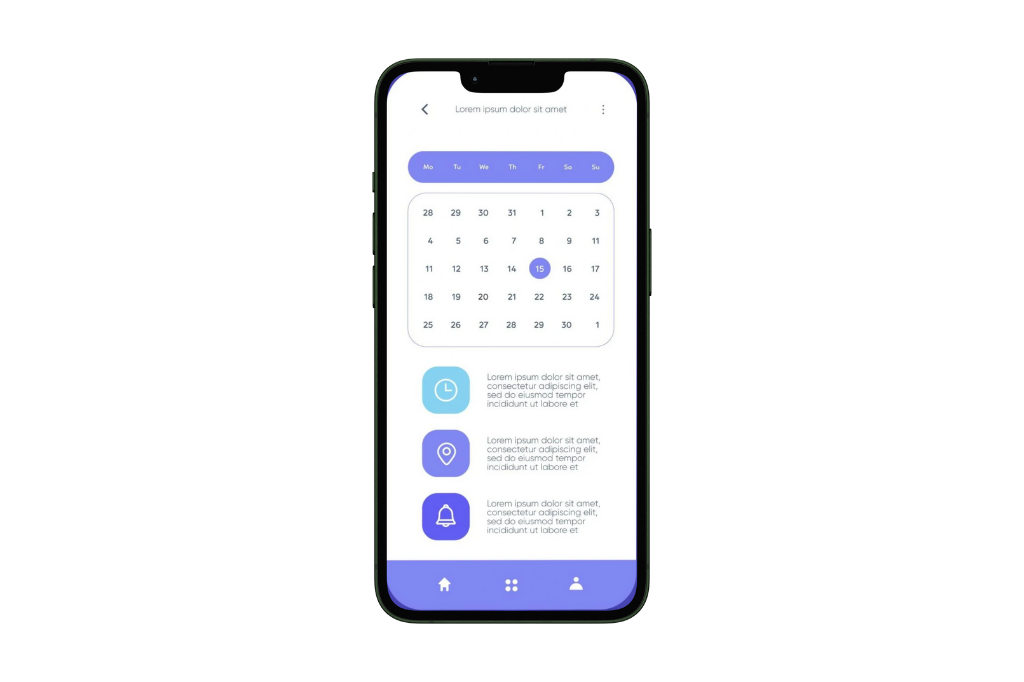 Lorem ipsum dolor sit amet
Mo Tu We Th Fr Sa Su
28 29 30 31 1 2 3
4 5 6 7 8 9 11
11 12 13 14 15 16 17
18 19 20 21 22 23 24
25 26 27 28 29 30 1
Lorem ipsum dolor sit amet,
consectetur adipiscing elit,
sed do eiusmod tempor
incididunt ut labore et
Lorem ipsum dolor sit amet,
consectetur adipiscing elit,
sed do eiusmod tempor
incididunt ut labore et
Lorem ipsum dolor sit amet,
consectetur adipiscing elit,
sed do eiusmod tempor
incididunt ut labore et